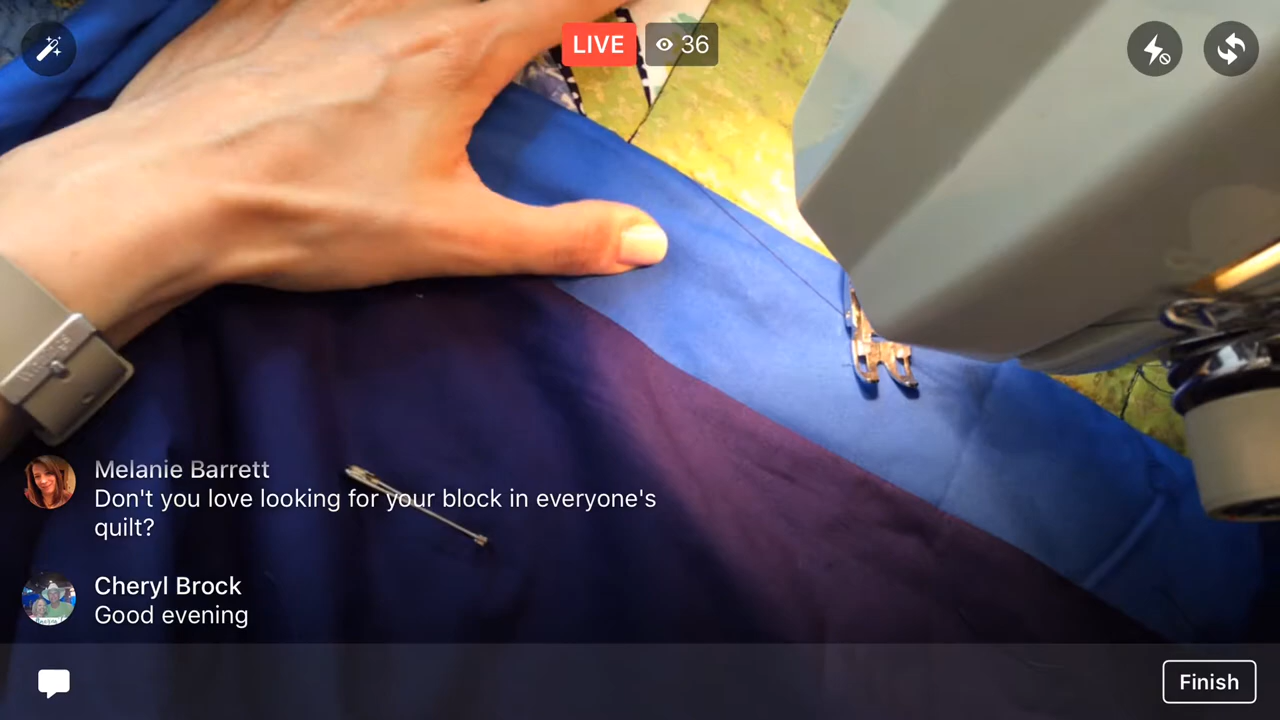 LIVE
36
Melanie Barrett
Don't you love looking for your block in everyone's
quilt?
Cheryl Brock
Good evening
Finish